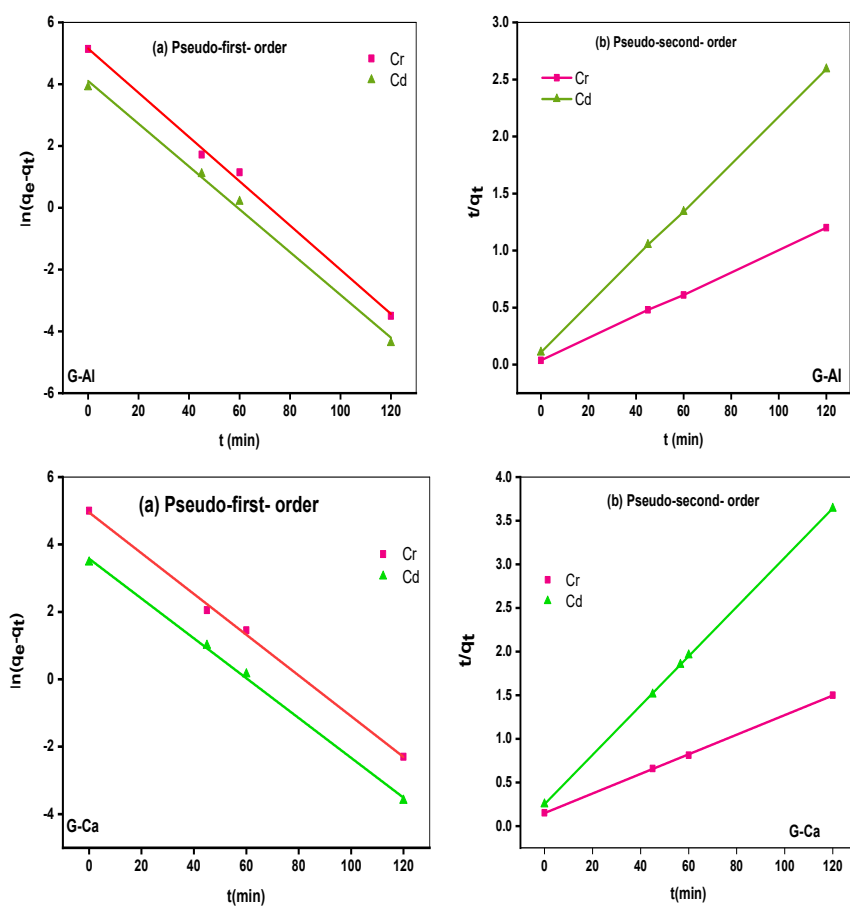 (a) Pseudo-first- order
Cr
Cd
6
4
2
0
-2
-4
-6
ln(qe-qt)
G-Al
0 20 40 60 80 100 120
t (min)
(b) Pseudo-second-order
Cr
Cd
3.0
2.5
2.0
1.5
1.0
0.5
0.0
t/qt
G-Al
0 20 40 60 80 100 120
t (min)
(a) Pseudo-first- order
Cr
Cd
6
4
2
0
-2
-4
ln(qe-qt)
G-Ca
0 20 40 60 80 100 120
t(min)
(b) Pseudo-second-order
Cr
Cd
4.0
3.5
3.0
2.5
2.0
1.5
1.0
0.5
0.0
t/qt
G-Ca
0 20 40 60 80 100 120
t(min)